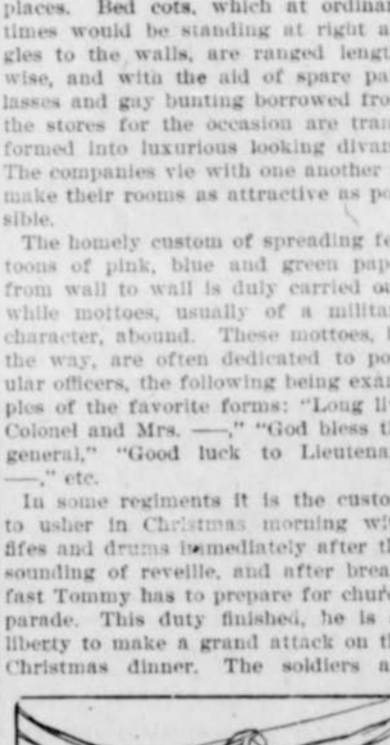 places. Bed cots, which at ordinar
times would be standing at right a
gles to the walls, are ranged lengt
wise, and with the aid of spare pa
lasses and gay bunting borrowed fro
the stores for the occasion are tran
formed into luxurious looking divan
The companies vie with one another
make their rooms as attractive as po
sible.
The homely custom of spreading fe
toons of pink, blue and green pap
from wall to wall is duly carried ou
while mottoes, usually of a milita
character, abound. These mottoes, b
the way, are often dedicated to po
ular officers, the following being exam
ples of the favorite forms: "Long li
Colonel and Mrs. ——," "God bless th
general," "Good luck to Lieutena
——," etc.
In some regiments it is the custo
to usher in Christmas morning wit
fifes and drums immediately after th
sounding of reveille, and after brea
fast Tommy has to prepare for churc
parade. This duty finished, he is a
liberty to make a grand attack on th
Christmas dinner. The soldiers a